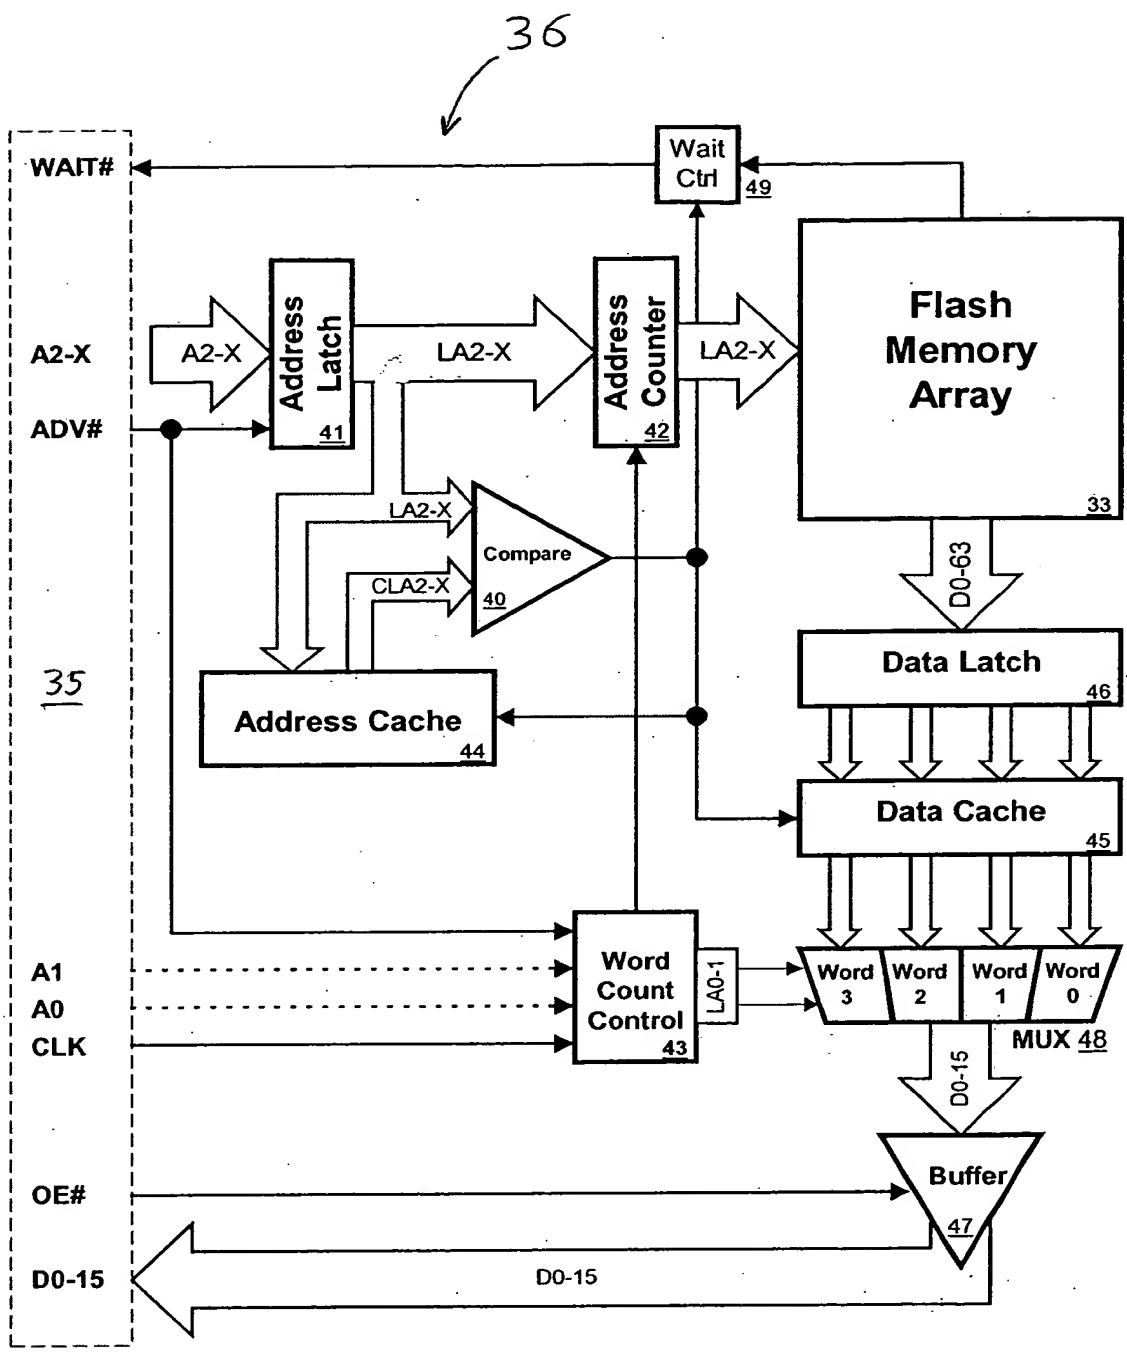 36
WAIT#
Wait
Ctrl
49
Flash
Memory
Array
33
A2-X
A2-X
Address
Latch
41
LA2-X
Address
Counter
42
LA2-X
ADV#
LA2-X
CLA2-X
Compare
40
D0-63
35
Address Cache
44
Data Latch
46
Data Cache
45
A1
A0
CLK
Word
Count
Control
43
LA0-1
Word
3
Word
2
Word
1
Word
0
MUX 48
D0-15
OE#
Buffer
47
D0-15
D0-15